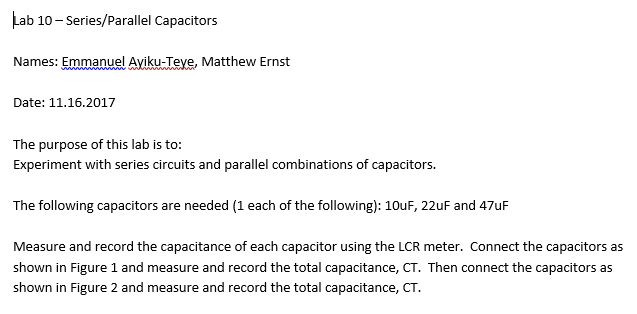 Lab 10 – Series/Parallel Capacitors
Names: Emmanuel Ayiku-Teye, Matthew Ernst
Date: 11.16.2017
The purpose of this lab is to:
Experiment with series circuits and parallel combinations of capacitors.
The following capacitors are needed (1 each of the following): 10uF, 22uF and 47uF
Measure and record the capacitance of each capacitor using the LCR meter.  Connect the capacitors as
shown in Figure 1 and measure and record the total capacitance, CT.  Then connect the capacitors as
shown in Figure 2 and measure and record the total capacitance, CT.